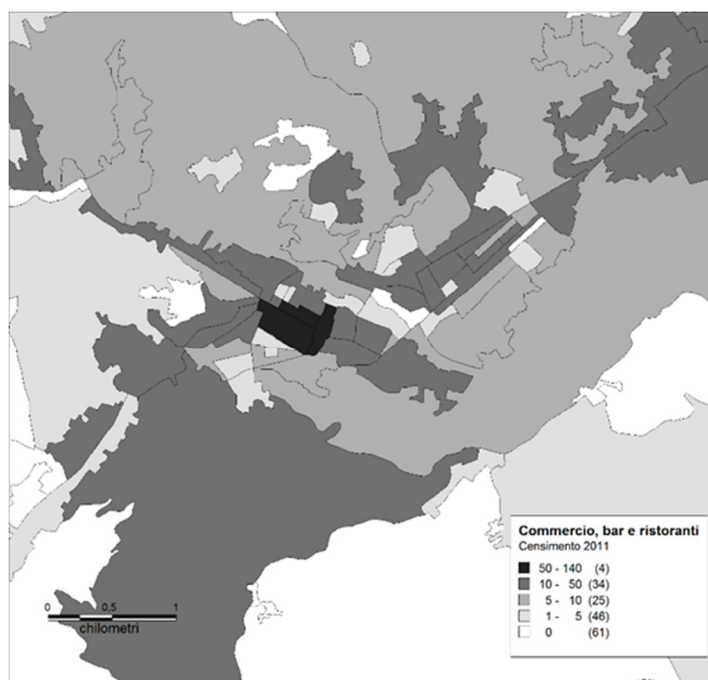 Commercio, bar e ristoranti
Censimento 2011
50 - 140 (4)
10 - 50 (34)
5 - 10 (25)
1 - 5 (46)
0 (61)
0 0,5 1
chilometri